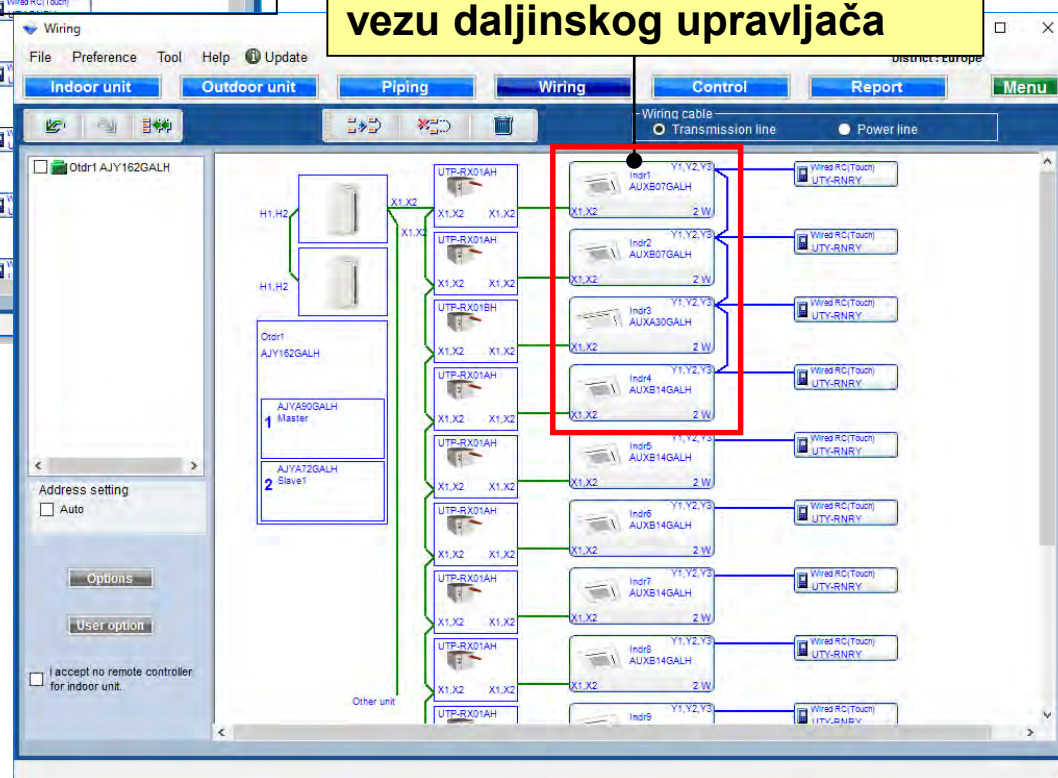 Wired RC(Touch)
UTY-RNRY
vezu daljinskog upravljača
Wiring
File Preference Tool Help Update
District : Europe
Indoor unit Outdoor unit Piping Wiring Control Report Menu
Wiring cable
Transmission line Power line
Otdr1 AJY162GALH
Address setting
Auto
Options
User option
I accept no remote controller
for indoor unit.
H1,H2
X1,X2
X1,X2
H1,H2
Otdr1
AJY162GALH
AJYA90GALH
1 Master
AJYA72GALH
2 Slave1
Other unit
UTP-RX01AH
X1,X2 X1,X2
Indr1
AUXB07GALH
Y1,Y2,Y3
X1,X2 2 W
Wired RC(Touch)
UTY-RNRY
UTP-RX01AH
X1,X2 X1,X2
Indr2
AUXB07GALH
Y1,Y2,Y3
X1,X2 2 W
Wired RC(Touch)
UTY-RNRY
UTP-RX01BH
X1,X2 X1,X2
Indr3
AUXA30GALH
Y1,Y2,Y3
X1,X2 2 W
Wired RC(Touch)
UTY-RNRY
UTP-RX01AH
X1,X2 X1,X2
Indr4
AUXB14GALH
Y1,Y2,Y3
X1,X2 2 W
Wired RC(Touch)
UTY-RNRY
UTP-RX01AH
X1,X2 X1,X2
Indr5
AUXB14GALH
Y1,Y2,Y3
X1,X2 2 W
Wired RC(Touch)
UTY-RNRY
UTP-RX01AH
X1,X2 X1,X2
Indr6
AUXB14GALH
Y1,Y2,Y3
X1,X2 2 W
Wired RC(Touch)
UTY-RNRY
UTP-RX01AH
X1,X2 X1,X2
Indr7
AUXB14GALH
Y1,Y2,Y3
X1,X2 2 W
Wired RC(Touch)
UTY-RNRY
UTP-RX01AH
X1,X2 X1,X2
Indr8
AUXB14GALH
Y1,Y2,Y3
X1,X2 2 W
Wired RC(Touch)
UTY-RNRY
UTP-RX01AH
Indr9
Y1,Y2,Y3
Wired RC(Touch)
UTY-RNRY